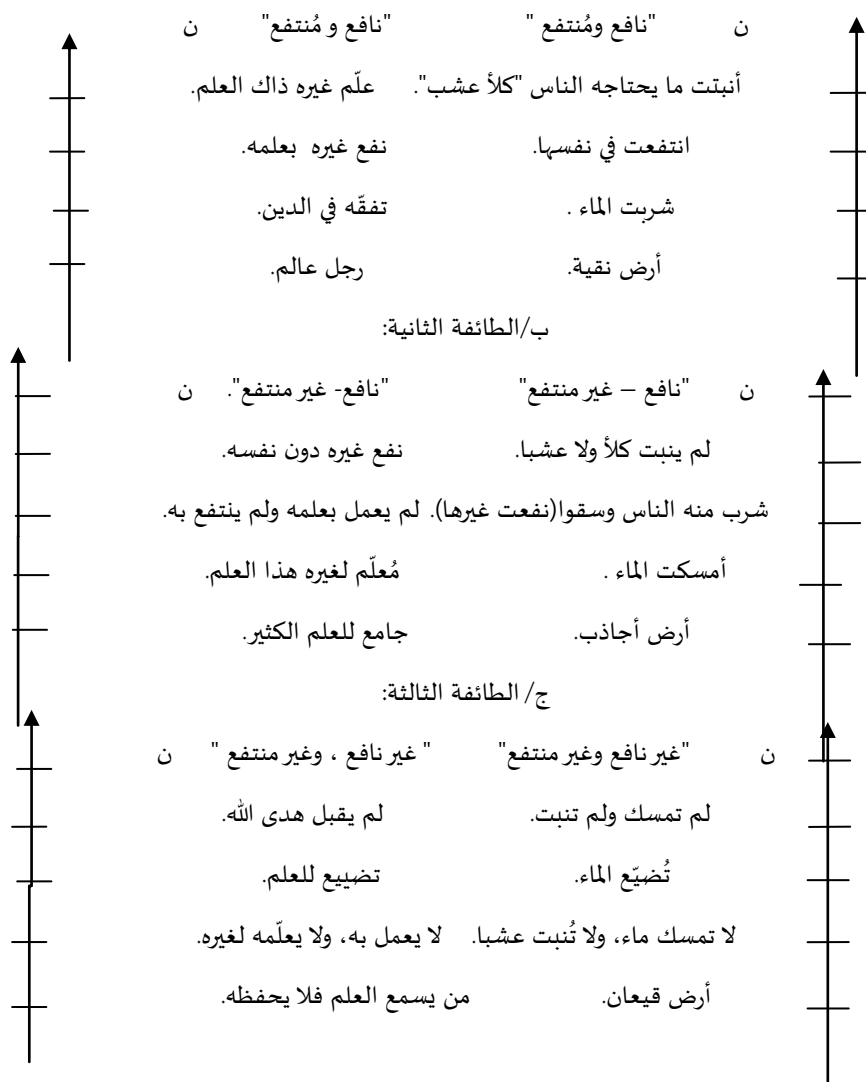 ن "نافع ومُنتفع " "نافع و مُنتفع" ن
أنبتت ما يحتاجه الناس "كلأ عشب". علّم غيره ذاك العلم.
انتفعت في نفسها. نفع غيره بعلمه.
شربت الماء . تفقّه في الدين.
أرض نقية. رجل عالم.
ب/الطائفة الثانية:
ن "نافع – غير منتفع" "نافع- غير منتفع". ن
لم ينبت كلأ ولا عشبا. نفع غيره دون نفسه.
شرب منه الناس وسقوا(نفعت غيرها). لم يعمل بعلمه ولم ينتفع به.
أمسكت الماء . مُعلّم لغيره هذا العلم.
أرض أجاذب. جامع للعلم الكثير.
ج/ الطائفة الثالثة:
ن "غير نافع وغير منتفع" " غير نافع ، وغير منتفع " ن
لم تمسك ولم تنبت. لم يقبل هدى الله.
تُضيّع الماء. تضييع للعلم.
لا تمسك ماء، ولا تُنبت عشبا. لا يعمل به، ولا يعلّمه لغيره.
أرض قيعان. من يسمع العلم فلا يحفظه.